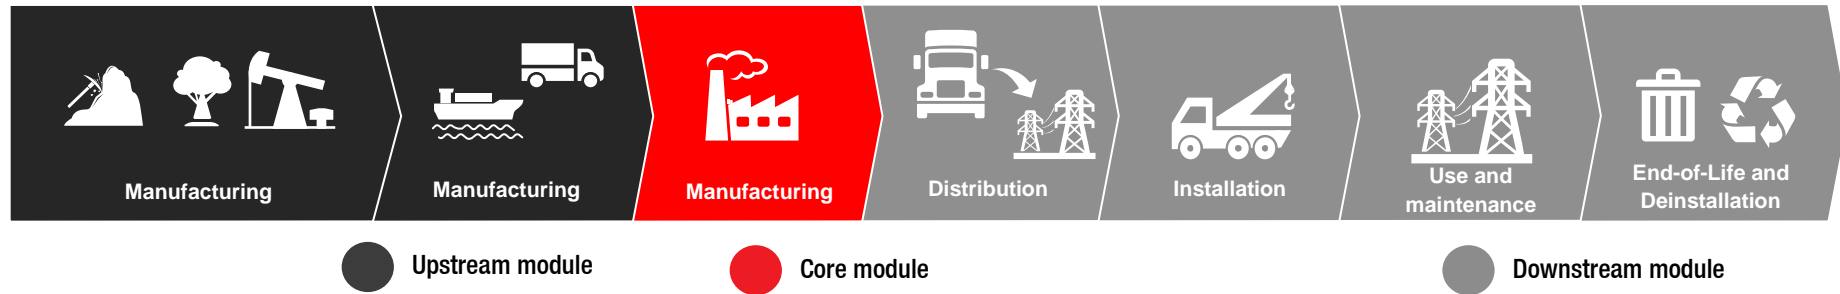 Manufacturing
Manufacturing
Manufacturing
Distribution
Installation
Use and
maintenance
End-of-Life and
Deinstallation
Upstream module
Core module
Downstream module